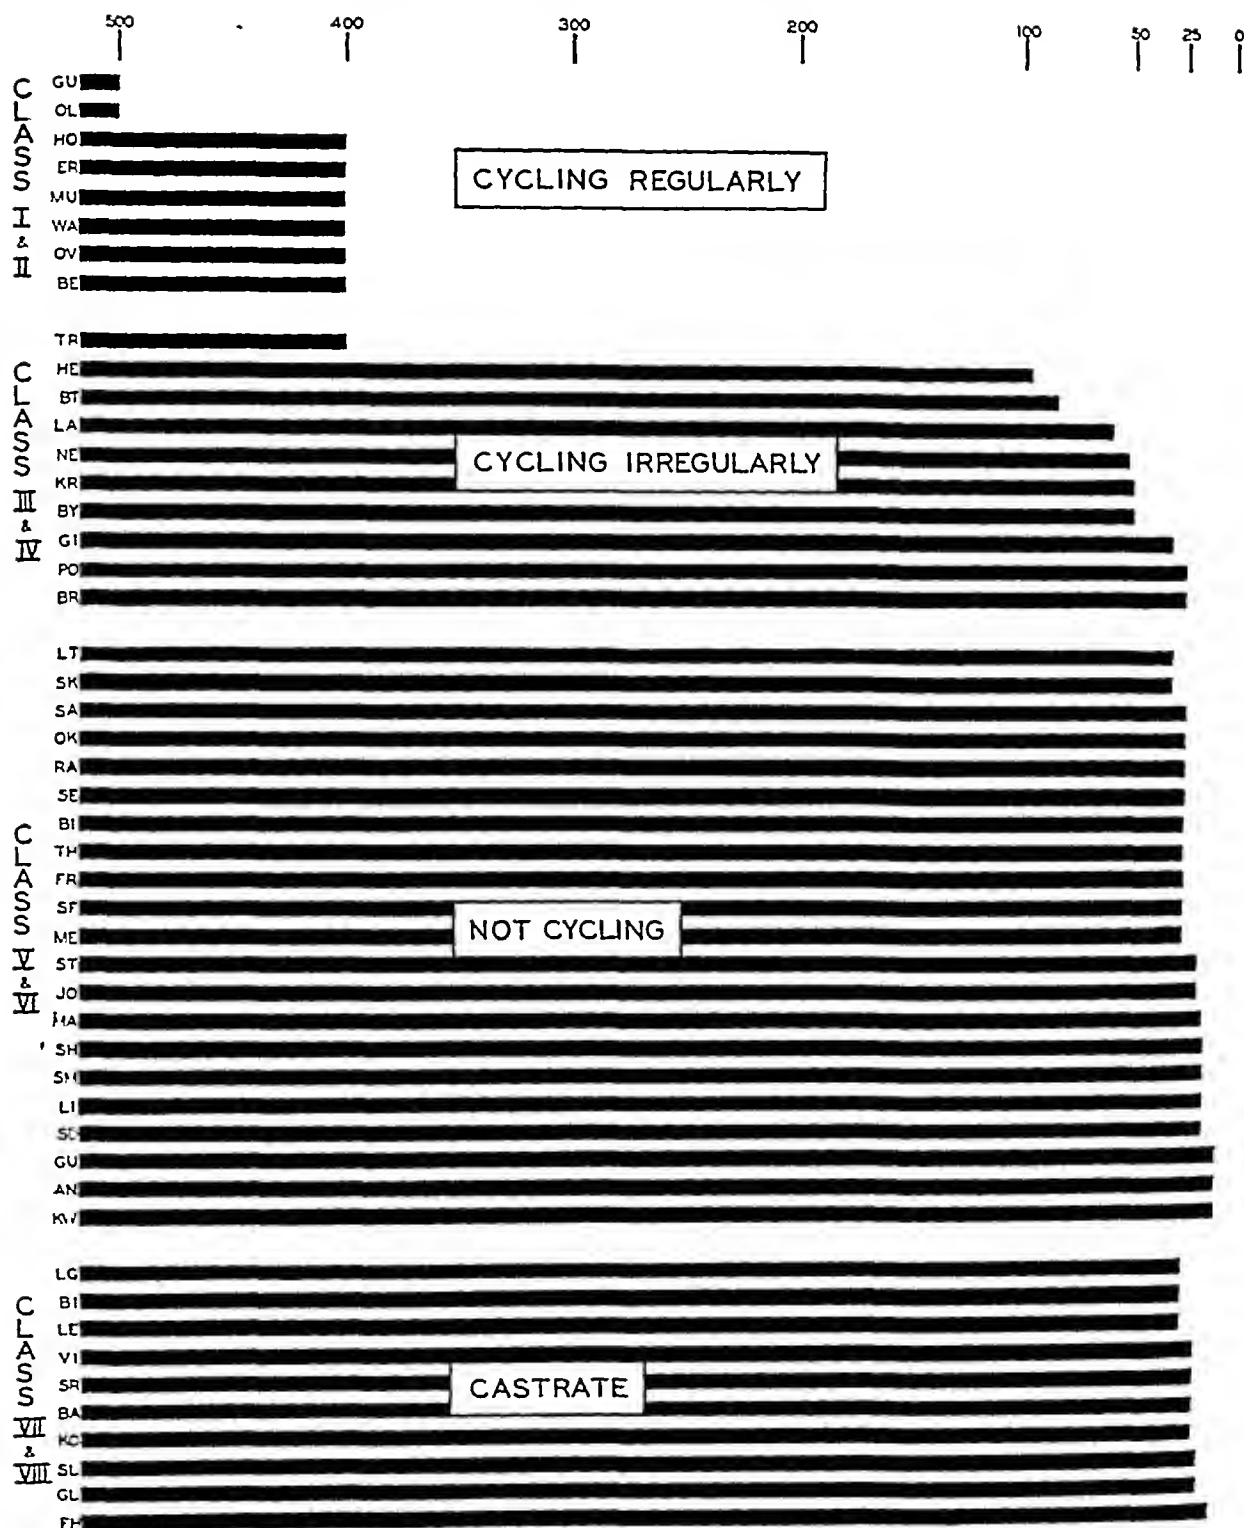 500 400 300 200 100 50 25 0
CLASS I & II
GU
OL
HO
ER
MU
WA
OV
BE
CYCLING REGULARLY
CLASS III & IV
TR
HE
BT
LA
NE
KR
BY
GI
PO
BR
CYCLING IRREGULARLY
CLASS V & VI
LT
SK
SA
OK
RA
SE
BI
TH
FR
SF
ME
ST
JO
HA
SH
SM
LI
GU
AN
KW
NOT CYCLING
CLASS VII & VIII
LG
BI
LE
VI
SR
BA
SL
GL
CASTRATE